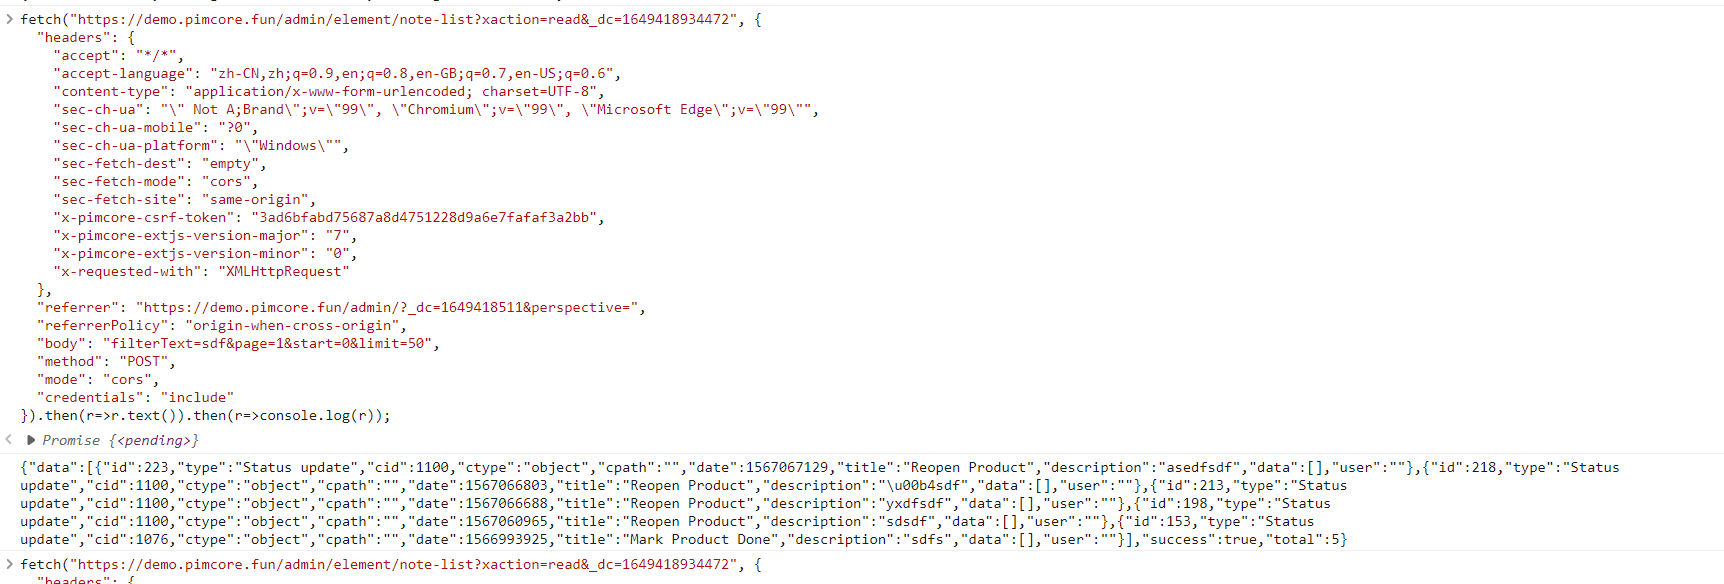 > fetch("https://demo.pimcore.fun/admin/element/note-list?xaction=read&_dc=1649418934472", {
"headers": {
"accept": "*/*",
"accept-language": "zh-CN,zh;q=0.9,en;q=0.8,en-GB;q=0.7,en-US;q=0.6",
"content-type": "application/x-www-form-urlencoded; charset=UTF-8",
"sec-ch-ua": "\" Not A;Brand\";v=\"99\", \"Chromium\";v=\"99\", \"Microsoft Edge\";v=\"99\"",
"sec-ch-ua-mobile": "?0",
"sec-ch-ua-platform": "\"Windows\"",
"sec-fetch-dest": "empty",
"sec-fetch-mode": "cors",
"sec-fetch-site": "same-origin",
"x-pimcore-csrf-token": "3ad6bfabd75687a8d4751228d9a6e7fafaf3a2bb",
"x-pimcore-extjs-version-major": "7",
"x-pimcore-extjs-version-minor": "0",
"x-requested-with": "XMLHttpRequest"
},
"referrer": "https://demo.pimcore.fun/admin/?_dc=1649418511&perspective=",
"referrerPolicy": "origin-when-cross-origin",
"body": "filterText=sdf&page=1&start=0&limit=50",
"method": "POST",
"mode": "cors",
"credentials": "include"
}).then(r=>r.text()).then(r=>console.log(r));
< ▶ Promise {<pending>}
{"data":[{"id":223,"type":"Status update","cid":1100,"ctype":"object","cpath":"","date":1567067129,"title":"Reopen Product","description":"asedfsdf","data":[],"user":""},{"id":218,"type":"Status
update","cid":1100,"ctype":"object","cpath":"","date":1567066803,"title":"Reopen Product","description":"\u00b4sdf","data":[],"user":""},{"id":213,"type":"Status
update","cid":1100,"ctype":"object","cpath":"","date":1567066688,"title":"Reopen Product","description":"yxdfsdf","data":[],"user":""},{"id":198,"type":"Status
update","cid":1100,"ctype":"object","cpath":"","date":1567060965,"title":"Reopen Product","description":"sdsdf","data":[],"user":""},{"id":153,"type":"Status
update","cid":1076,"ctype":"object","cpath":"","date":1566993925,"title":"Mark Product Done","description":"sdfs","data":[],"user":""}],"success":true,"total":5}
> fetch("https://demo.pimcore.fun/admin/element/note-list?xaction=read&_dc=1649418934472", {
"headers": {